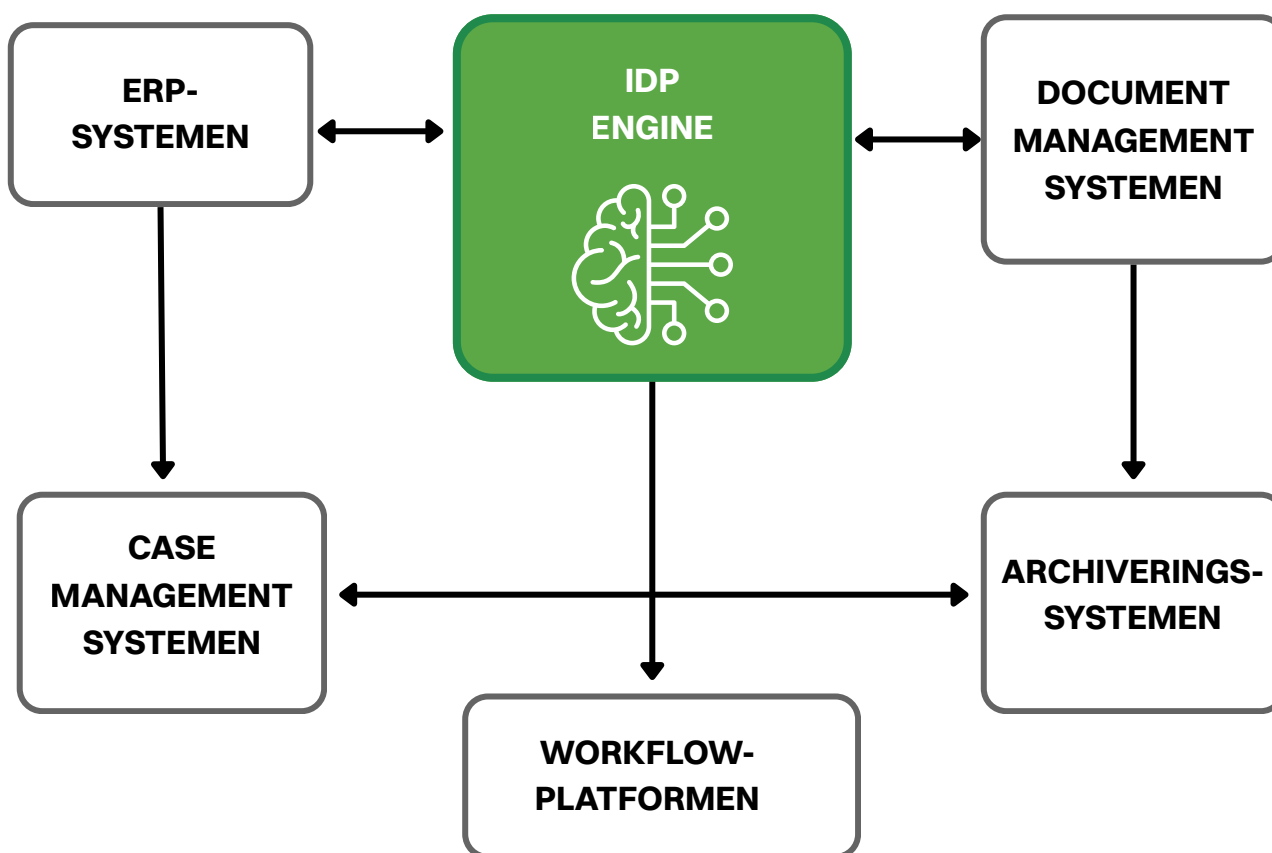 ERP-
SYSTEMEN
IDP
ENGINE
DOCUMENT
MANAGEMENT
SYSTEMEN
CASE
MANAGEMENT
SYSTEMEN
ARCHIVERINGS-
SYSTEMEN
WORKFLOW-
PLATFORMEN